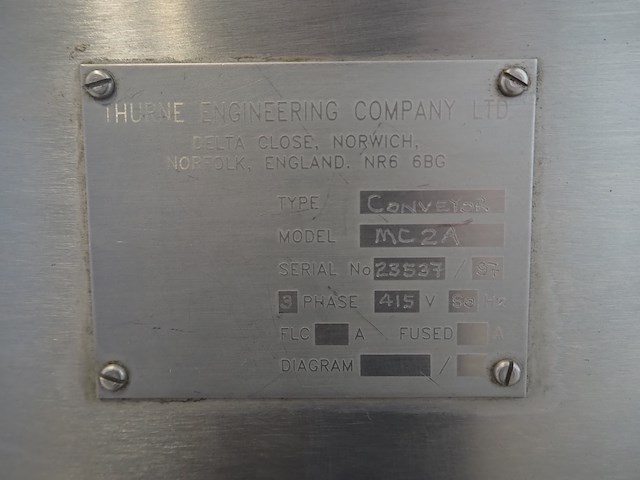 THURNE ENGINEERING COMPANY LTD
DELTA CLOSE, NORWICH,
NORFOLK, ENGLAND. NR6 6BG
TYPE CONVEYOR
MODEL MC2A
SERIAL No 23537 /
3 PHASE 415 V Hz
FLC A FUSED A
DIAGRAM /